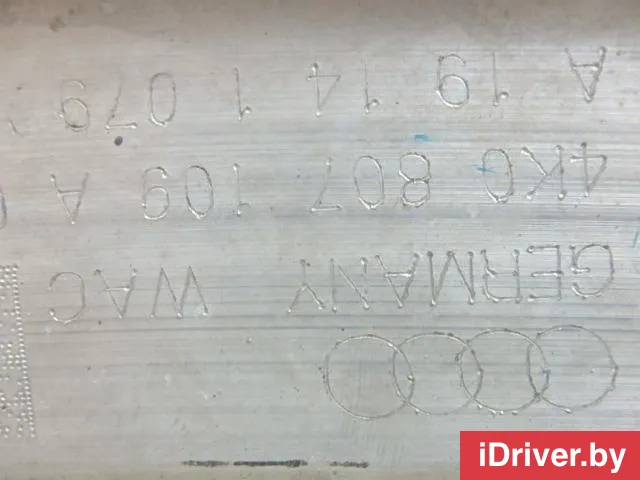 GERMANY WAC
4K0 807 109 A
A 19 14 1 079
iDriver.by